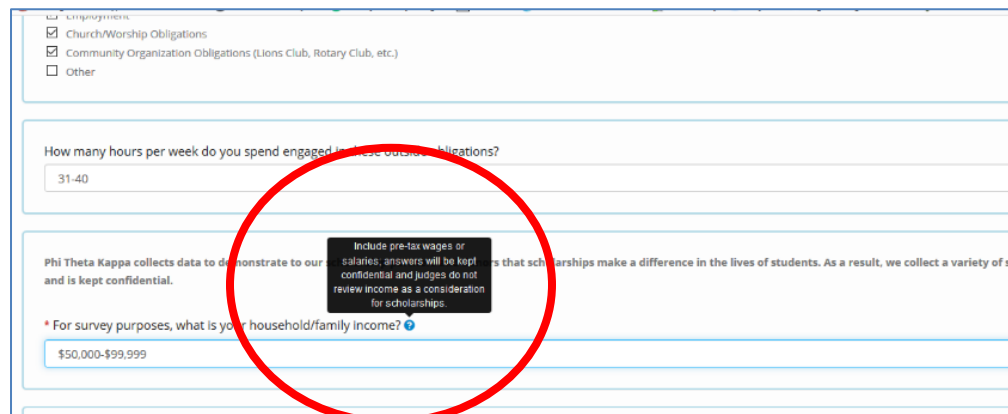 Employment
Church/Worship Obligations
Community Organization Obligations (Lions Club, Rotary Club, etc.)
Other
How many hours per week do you spend engaged in these outside obligations?
31-40
Include pre-tax wages or
salaries; answers will be kept
confidential and judges do not
review income as a consideration
for scholarships.
Phi Theta Kappa collects data to demonstrate to our that scholarships make a difference in the lives of students. As a result, we collect a variety of
and is kept confidential.
* For survey purposes, what is your household/family income?
$50,000-$99,999